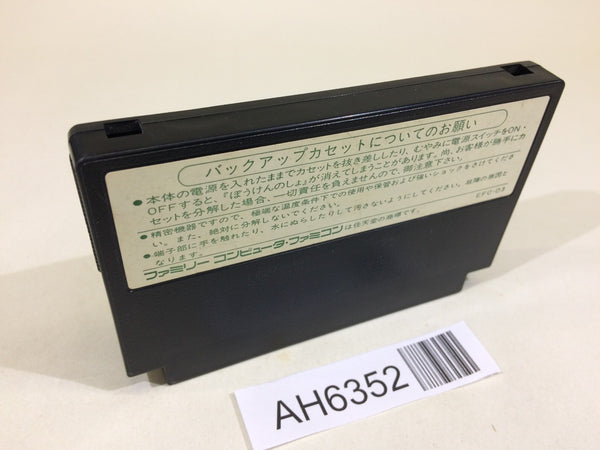 バックアップカセットについてのお願い
●本体の電源を入れたままでカセットを抜き差ししたり、むやみに電源スイッチをON・
OFFすると、『ぼうけんのしょ』が消えてしまうことがあります。尚、お客様が勝手にカ
セットを分解した場合、一切責任を負えませんので、御注意下さい。
●精密機器ですので、極端な温度条件下での使用や保管および強いショックをさけてくださ
い。また、絶対に分解しないでください。
●端子部に手を触れたり、水にぬらしたりして汚さないようにしてください。故障の原因と
なります。
EFC-03
ファミリーコンピュータ・ファミコンは任天堂の商標です。
AH6352